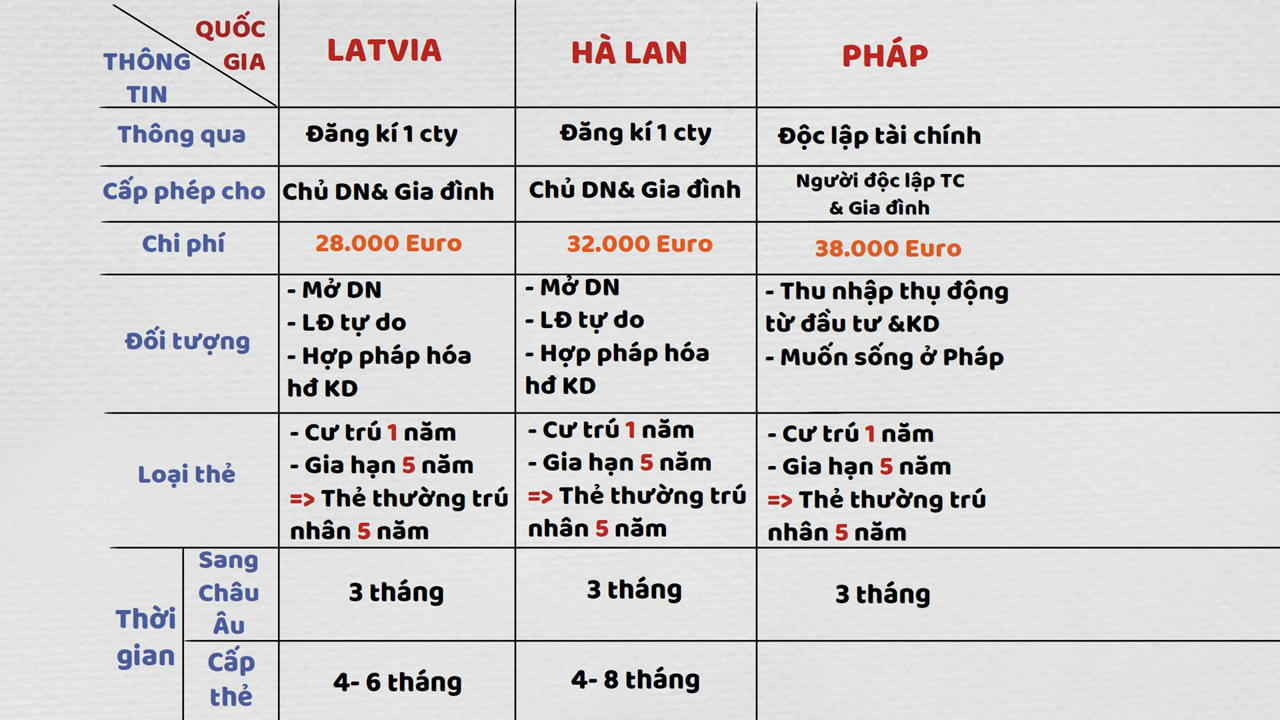 QUỐC
GIA
THÔNG
TIN
LATVIA
HÀ LAN
PHÁP
Thông qua
Đăng kí 1 cty
Đăng kí 1 cty
Độc lập tài chính
Cấp phép cho
Chủ DN& Gia đình
Chủ DN& Gia đình
Người độc lập TC
& Gia đình
Chi phí
28.000 Euro
32.000 Euro
38.000 Euro
Đối tượng
- Mở DN
- LĐ tự do
- Hợp pháp hóa
hđ KD
- Mở DN
- LĐ tự do
- Hợp pháp hóa
hđ KD
- Thu nhập thụ động
từ đầu tư &KD
- Muốn sống ở Pháp
Loại thẻ
- Cư trú 1 năm
- Gia hạn 5 năm
=> Thẻ thường trú
nhân 5 năm
- Cư trú 1 năm
- Gia hạn 5 năm
=> Thẻ thường trú
nhân 5 năm
- Cư trú 1 năm
- Gia hạn 5 năm
=> Thẻ thường trú
nhân 5 năm
Thời
gian
Sang
Châu
Âu
3 tháng
3 tháng
3 tháng
Cấp
thẻ
4- 6 tháng
4- 8 tháng